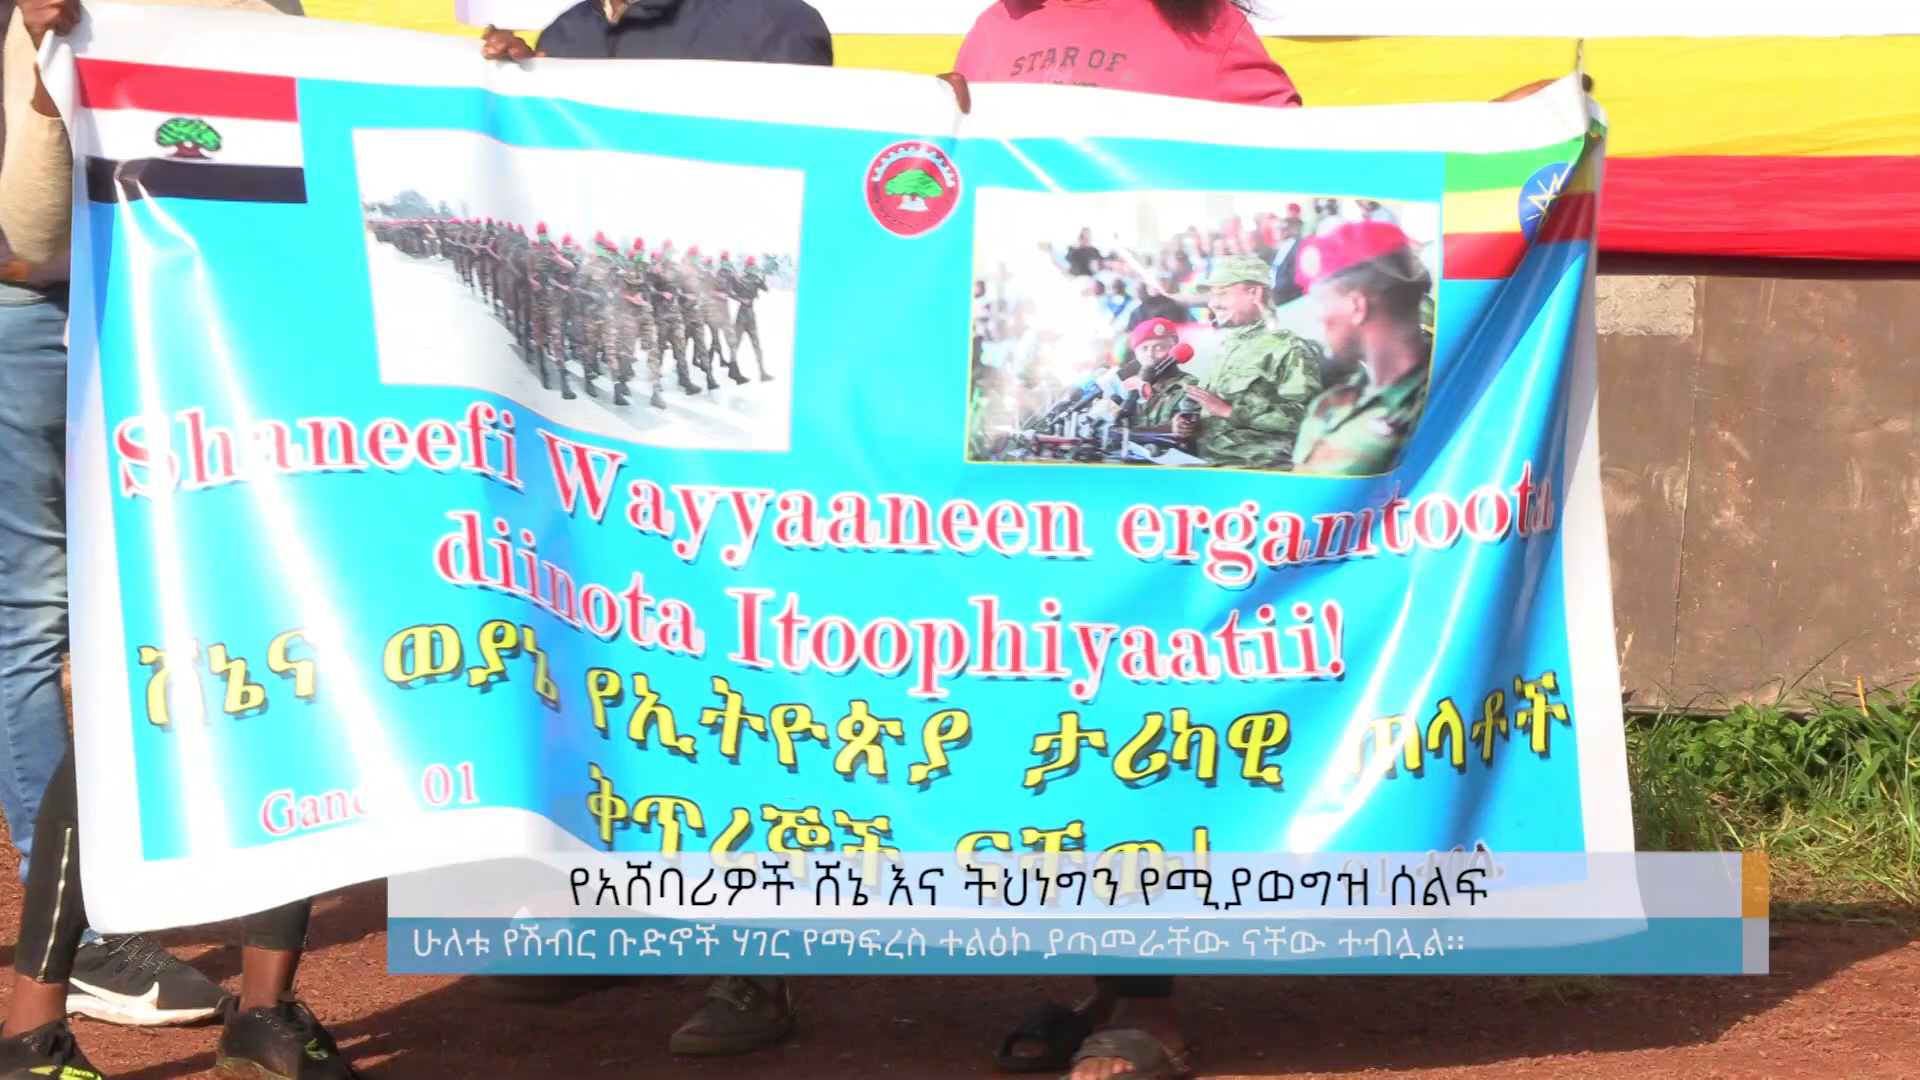 STAR OF
Shaneefi Wayyaaneen ergamtoota
diinota Itoophiyaatii!
ሸኔና ወያኔ የኢትዮጵያ ታሪካዊ ጠላቶች
ቅጥረኞች ናቸው!
01
የአሸባሪዎች ሸኔ እና ትህነግን የሚያወግዝ ሰልፍ
ሁለቱ የሽብር ቡድኖች ሃገር የማፍረስ ተልዕኮ ያጣመራቸው ናቸው ተብሏል፡፡